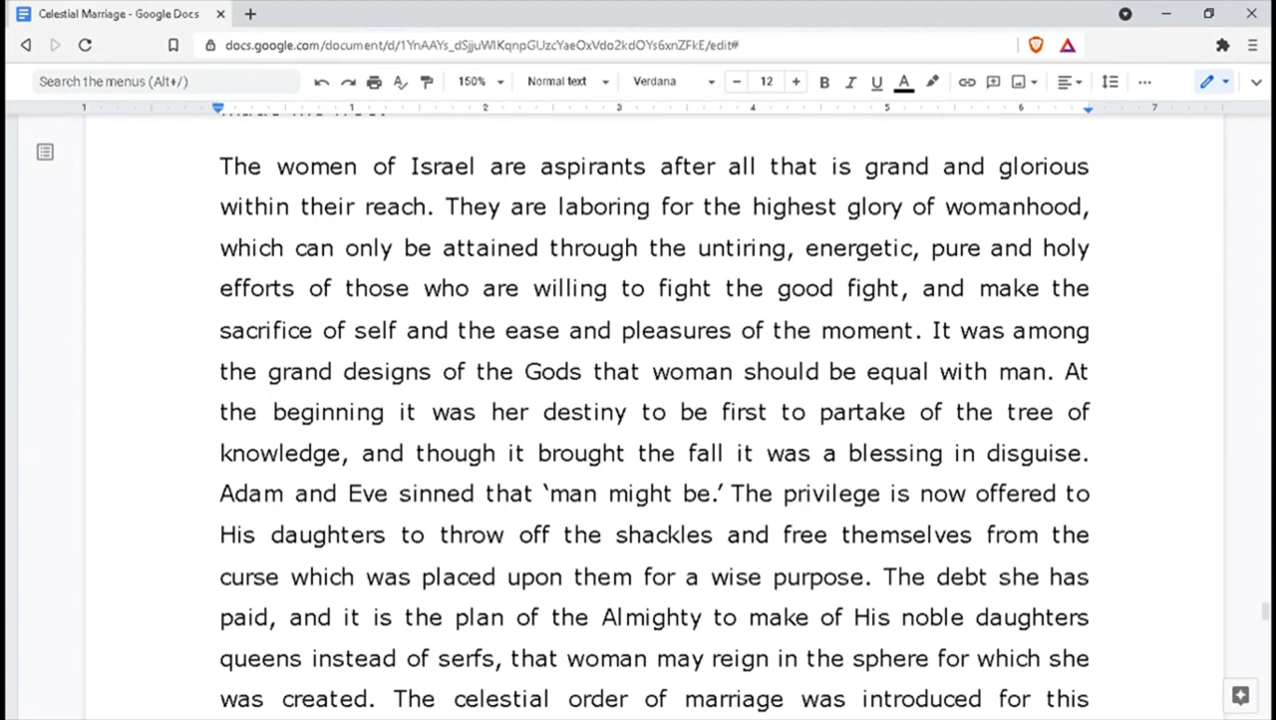 Celestial Marriage - Google Docs
docs.google.com/document/d/1YnAAYs_dSjjuWlKqnpGUzcYaeOxVdo2kdOYs6xnZFkE/edit#
Search the menus (Alt+/) 150% Normal text Verdana 12 B I U A
1 1 2 3 4 5 6 7
The women of Israel are aspirants after all that is grand and glorious
within their reach. They are laboring for the highest glory of womanhood,
which can only be attained through the untiring, energetic, pure and holy
efforts of those who are willing to fight the good fight, and make the
sacrifice of self and the ease and pleasures of the moment. It was among
the grand designs of the Gods that woman should be equal with man. At
the beginning it was her destiny to be first to partake of the tree of
knowledge, and though it brought the fall it was a blessing in disguise.
Adam and Eve sinned that ‘man might be.’ The privilege is now offered to
His daughters to throw off the shackles and free themselves from the
curse which was placed upon them for a wise purpose. The debt she has
paid, and it is the plan of the Almighty to make of His noble daughters
queens instead of serfs, that woman may reign in the sphere for which she
was created. The celestial order of marriage was introduced for this